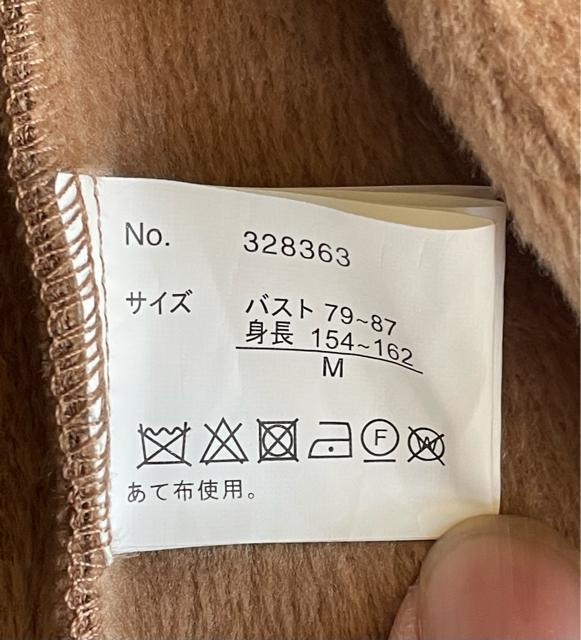 No. 328363
サイズ バスト 79~87
身長 154~162
M
F W
あて布使用。